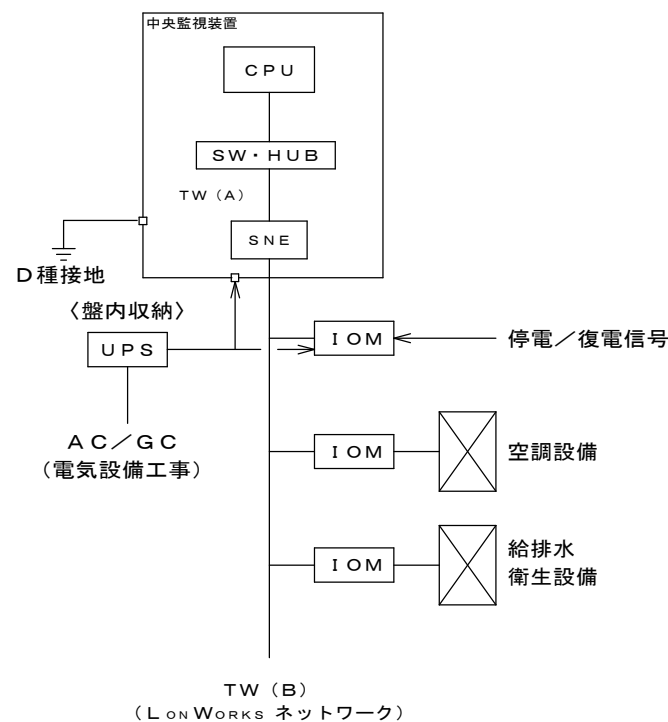 中央監視装置
CPU
SW・HUB
TW(A)
SNE
D種接地
〈盤内収納〉
UPS
IOM
停電／復電信号
AC／GC
(電気設備工事)
IOM
空調設備
IOM
給排水
衛生設備
TW(B)
(LONWORKS ネットワーク)